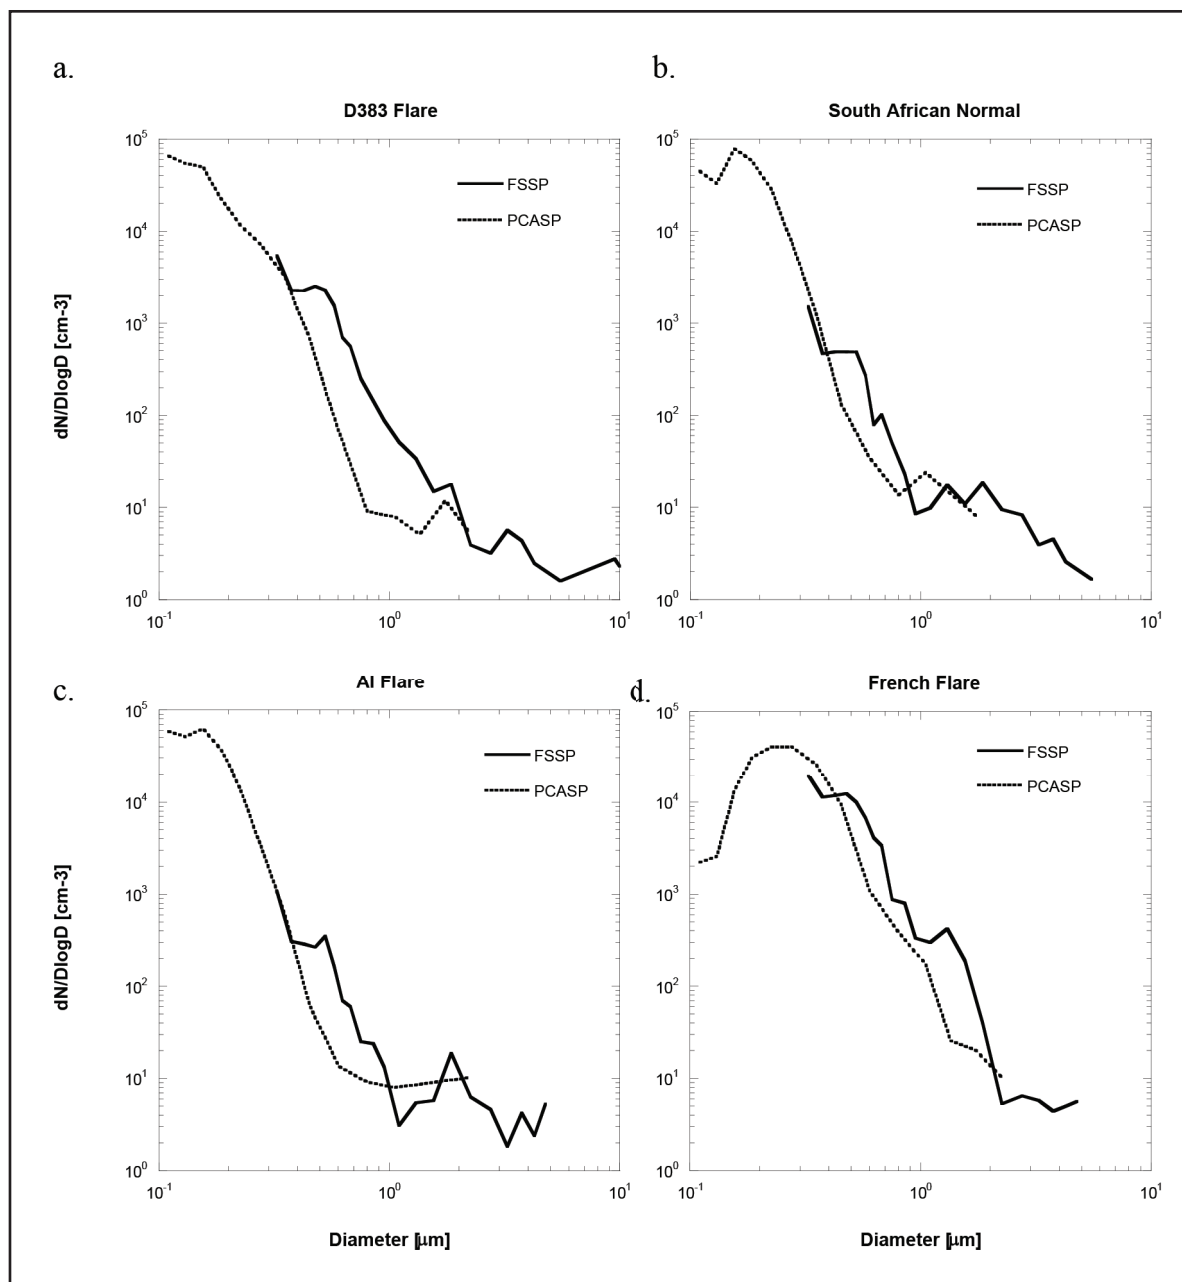 a.
b.
D383 Flare
South African Normal
10^5
10^4
10^3
10^2
10^1
10^0
dN/DlogD [cm-3]
FSSP
PCASP
10^-1
10^0
10^1
10^5
10^4
10^3
10^2
10^1
10^0
FSSP
PCASP
10^-1
10^0
10^1
c.
d.
AI Flare
French Flare
10^5
10^4
10^3
10^2
10^1
10^0
dN/DlogD [cm-3]
FSSP
PCASP
10^-1
10^0
10^1
Diameter [μm]
10^5
10^4
10^3
10^2
10^1
10^0
FSSP
PCASP
10^-1
10^0
10^1
Diameter [μm]